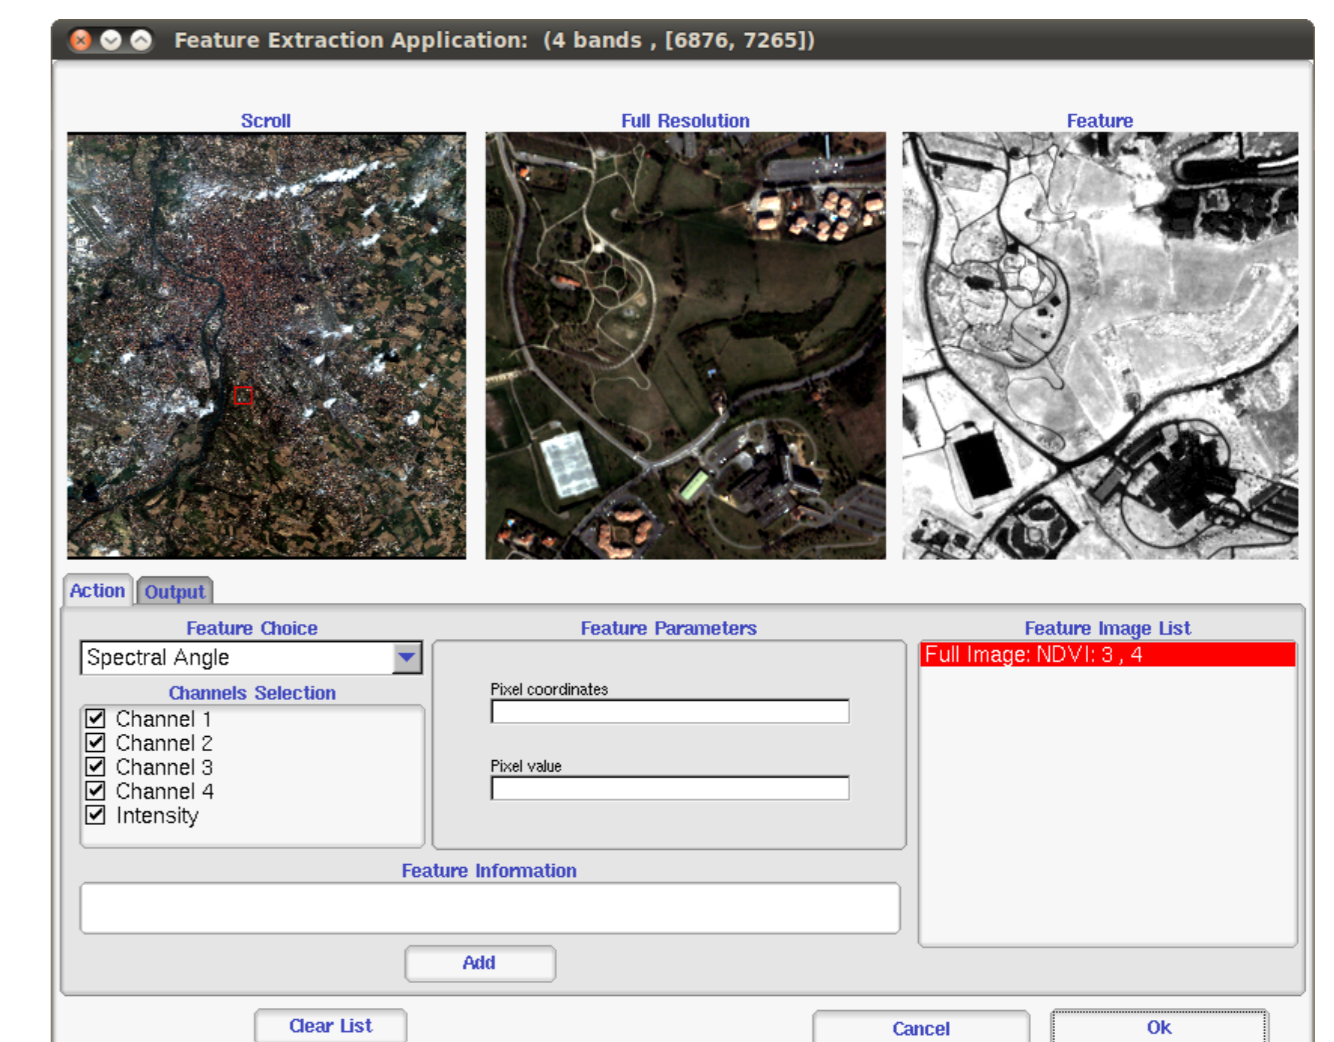 Feature Extraction Application: (4 bands , [6876, 7265])
Scroll
Full Resolution
Feature
Action
Output
Feature Choice
Feature Parameters
Feature Image List
Spectral Angle
Full Image: NDVI: 3 , 4
Channels Selection
Pixel coordinates
Channel 1
Channel 2
Channel 3
Pixel value
Channel 4
Intensity
Feature Information
Add
Clear List
Cancel
Ok